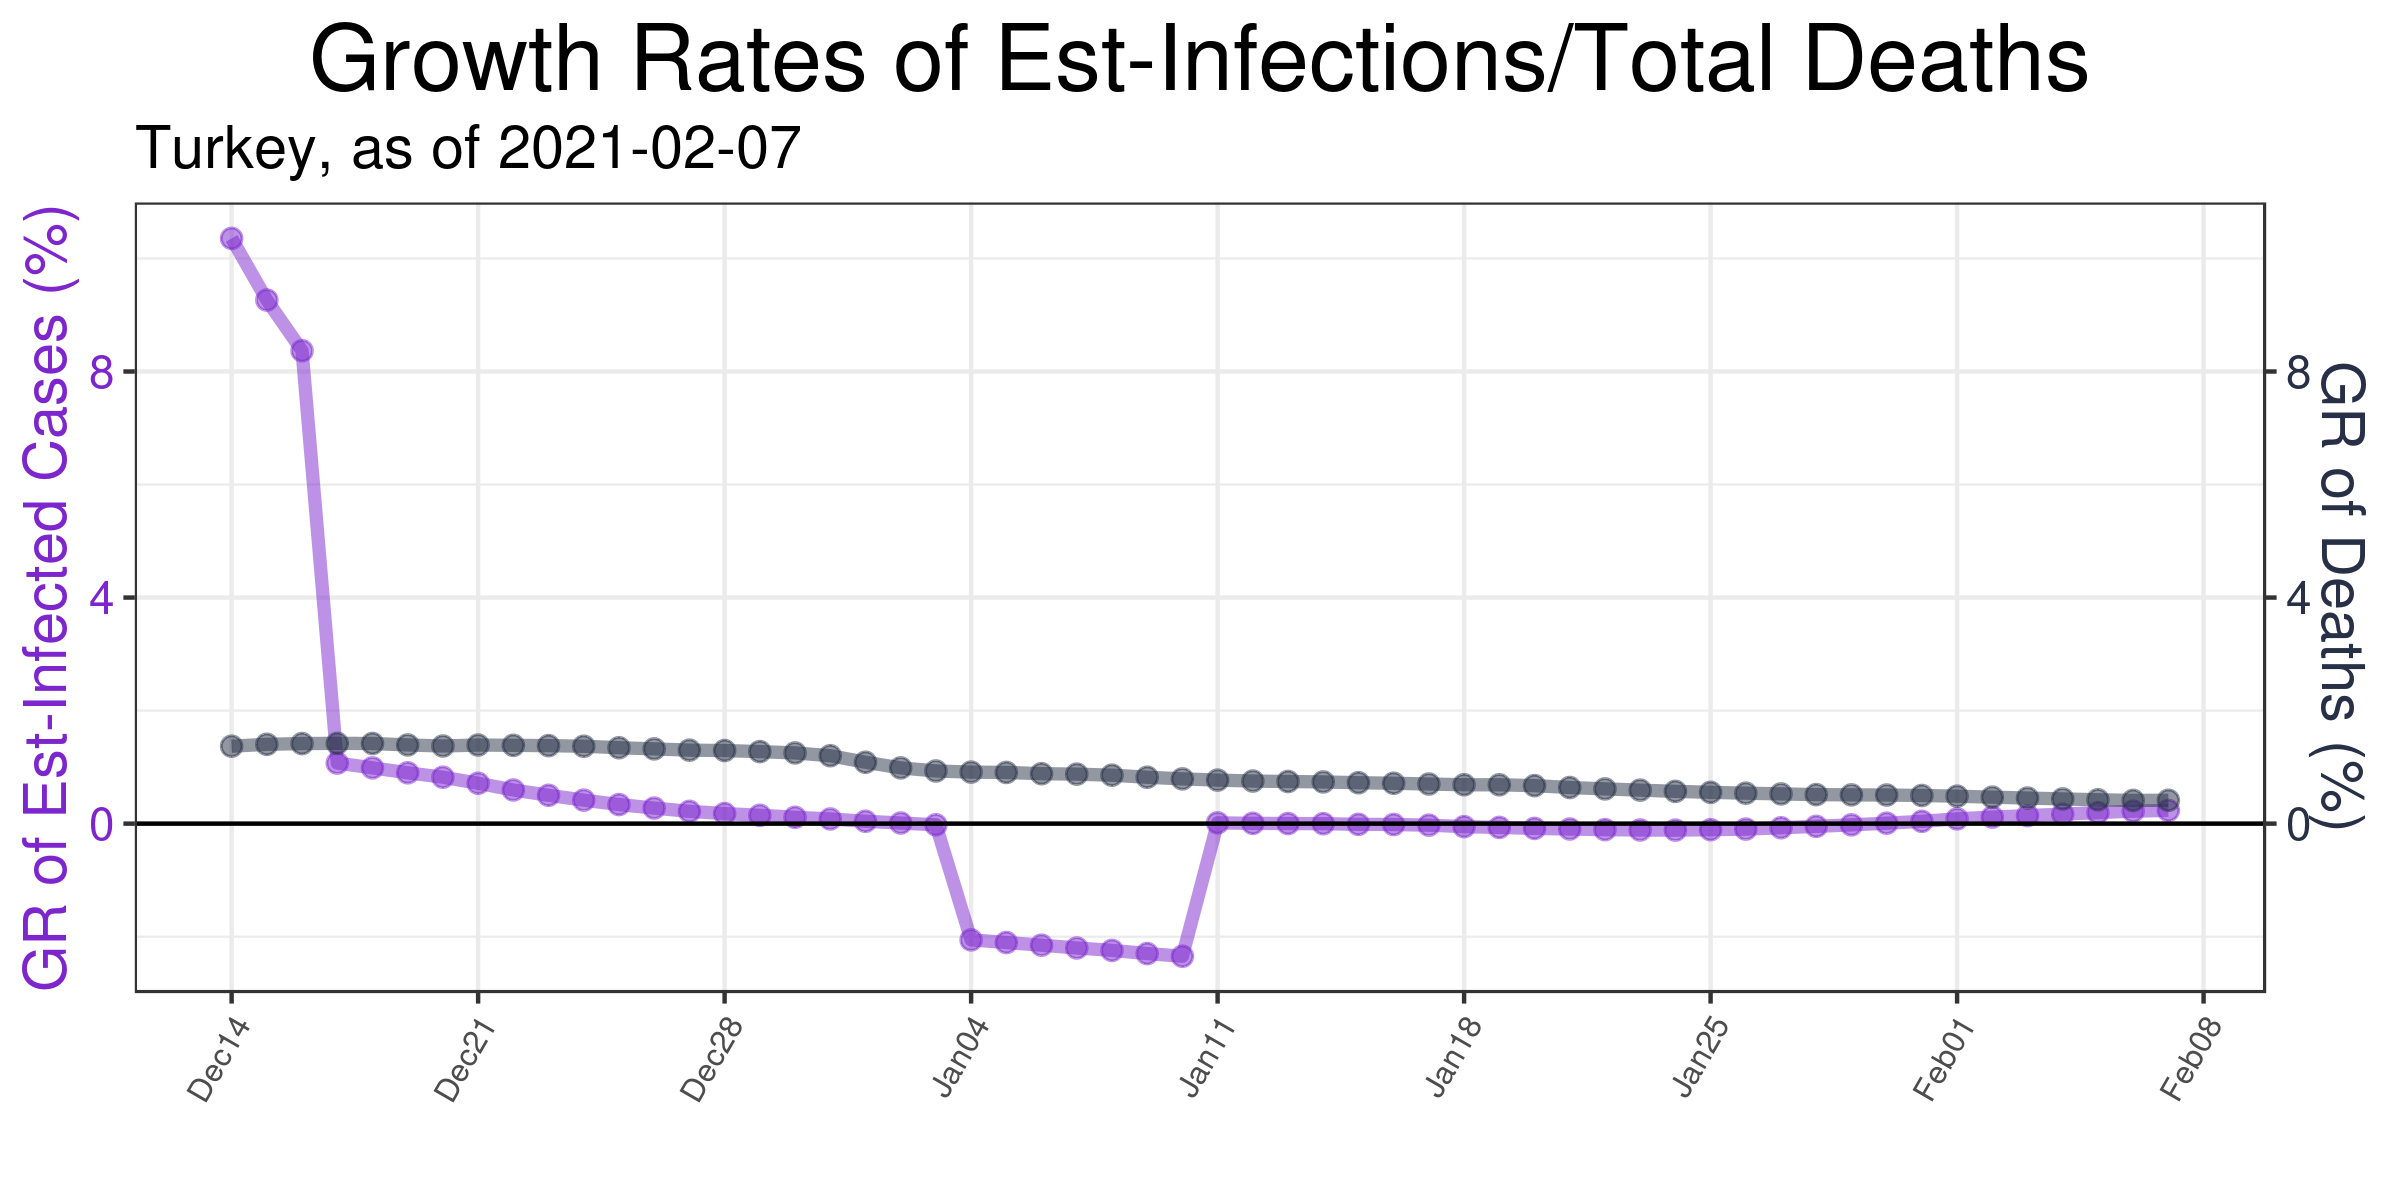 Growth Rates of Est-Infections/Total Deaths
Turkey, as of 2021-02-07
GR of Est-Infected Cases (%)
8
4
0
8
4
0
GR of Deaths (%)
Dec14
Dec21
Dec28
Jan04
Jan11
Jan18
Jan25
Feb01
Feb08